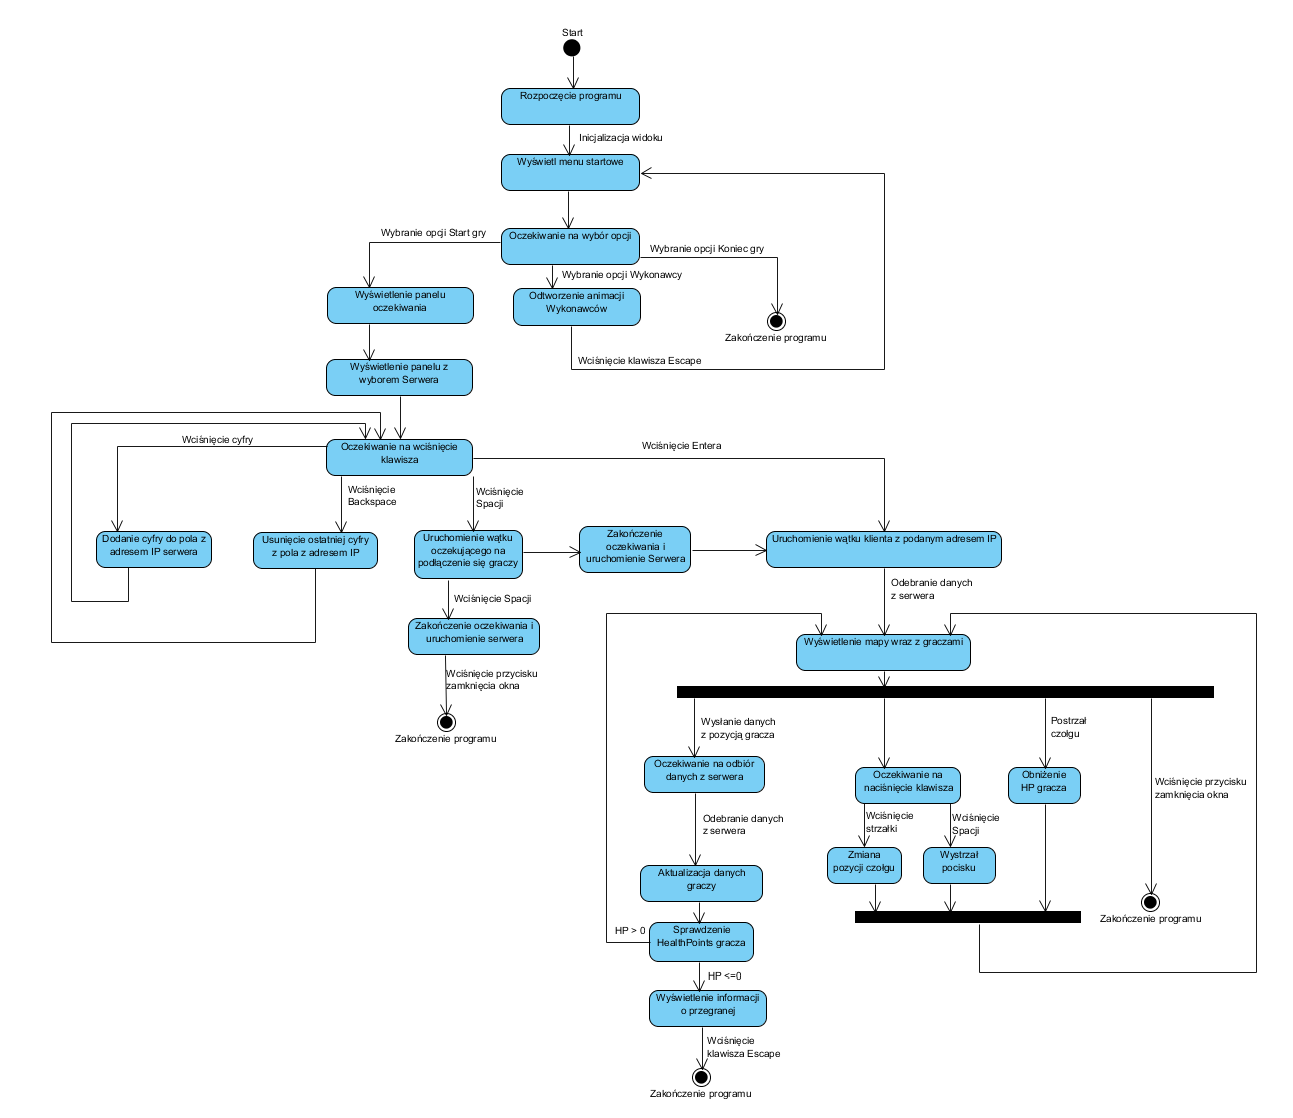 Start
Rozpoczęcie programu
Inicjalizacja widoku
Wyświetl menu startowe
Oczekiwanie na wybór opcji
Wybranie opcji Start gry
Wybranie opcji Koniec gry
Wybranie opcji Wykonawcy
Wyświetlenie panelu
oczekiwania
Odtworzenie animacji
Wykonawców
Zakończenie programu
Wciśnięcie klawisza Escape
Wyświetlenie panelu z
wyborem Serwera
Wciśnięcie cyfry
Oczekiwanie na wciśnięcie
klawisza
Wciśnięcie Entera
Wciśnięcie
Backspace
Wciśnięcie
Spacji
Dodanie cyfry do pola z
adresem IP serwera
Usunięcie ostatniej cyfry
z pola z adresem IP
Uruchomienie wątku
oczekującego na
podłączenie się graczy
Zakończenie
oczekiwania i
uruchomienie Serwera
Uruchomienie wątku klienta z podanym adresem IP
Odebranie danych
z serwera
Wciśnięcie Spacji
Zakończenie oczekiwania i
uruchomienie serwera
Wyświetlenie mapy wraz z graczami
Wciśnięcie przycisku
zamknięcia okna
Zakończenie programu
Wysłanie danych
z pozycją gracza
Postrzał
czołgu
Oczekiwanie na odbiór
danych z serwera
Oczekiwanie na
naciśnięcie klawisza
Obniżenie
HP gracza
Wciśnięcie przycisku
zamknięcia okna
Odebranie danych
z serwera
Wciśnięcie
strzałki
Wciśnięcie
Spacji
Zmiana
pozycji czołgu
Wystrzał
pocisku
Aktualizacja danych
graczy
Zakończenie programu
HP > 0
Sprawdzenie
HealthPoints gracza
HP <=0
Wyświetlenie informacji
o przegranej
Wciśnięcie
klawisza Escape
Zakończenie programu